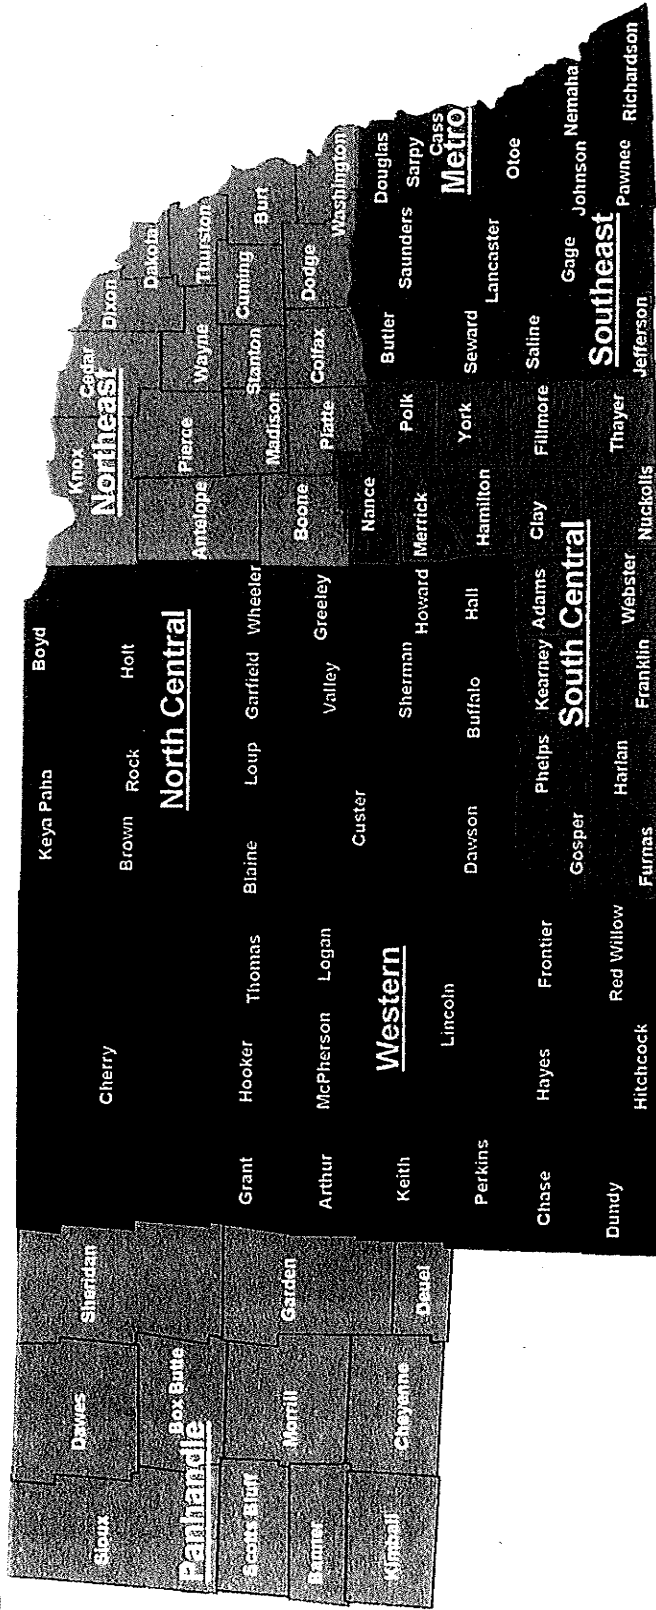 Sioux
Dawes
Sheridan
Box Butte
Panhandle
Scotts Bluff
Morrill
Garden
Banner
Kimball
Cheyenne
Deuel
Cherry
Keya Paha
Boyd
Brown
Rock
Holt
North Central
Grant
Hooker
Thomas
Blaine
Loup
Garfield
Wheeler
Arthur
McPherson
Logan
Custer
Valley
Greeley
Western
Keith
Lincoln
Sherman
Howard
Perkins
Dawson
Buffalo
Hall
Chase
Hayes
Frontier
Dundy
Hitchcock
Red Willow
Knox
Cedar
Dixon
Northeast
Dakota
Antelope
Pierce
Wayne
Thurston
Boone
Madison
Stanton
Cuming
Burt
Platte
Colfax
Dodge
Washington
Nance
Merrick
Polk
Hamilton
York
Clay
Fillmore
Phelps
Kearney
Adams
South Central
Gosper
Furnas
Harlan
Franklin
Webster
Nuckolls
Thayer
Butler
Saunders
Douglas
Sarpy
Cass
Metro
Seward
Lancaster
Otoe
Saline
Gage
Johnson
Nemaha
Southeast
Jefferson
Pawnee
Richardson